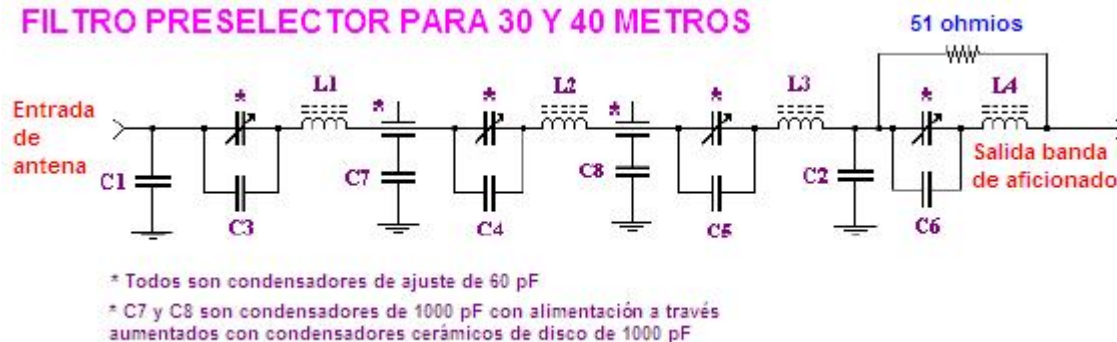 FILTRO PRESELECTOR PARA 30 Y 40 METROS
51 ohmios
Entrada
de
antena
*
L1
*
*
L2
*
*
L3
*
L4
C1
C3
C7
C4
C8
C5
C2
C6
Salida banda
de aficionado
* Todos son condensadores de ajuste de 60 pF
* C7 y C8 son condensadores de 1000 pF con alimentación a través
aumentados con condensadores cerámicos de disco de 1000 pF